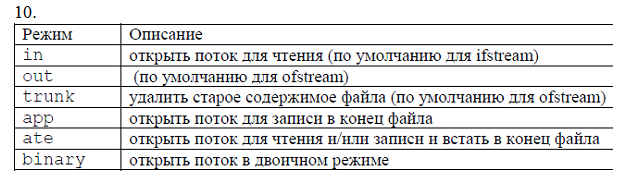 10.
Режим Описание
in открыть поток для чтения (по умолчанию для ifstream)
out (по умолчанию для ofstream)
trunk удалить старое содержимое файла (по умолчанию для ofstream)
app открыть поток для записи в конец файла
ate открыть поток для чтения и/или записи и встать в конец файла
binary открыть поток в двоичном режиме